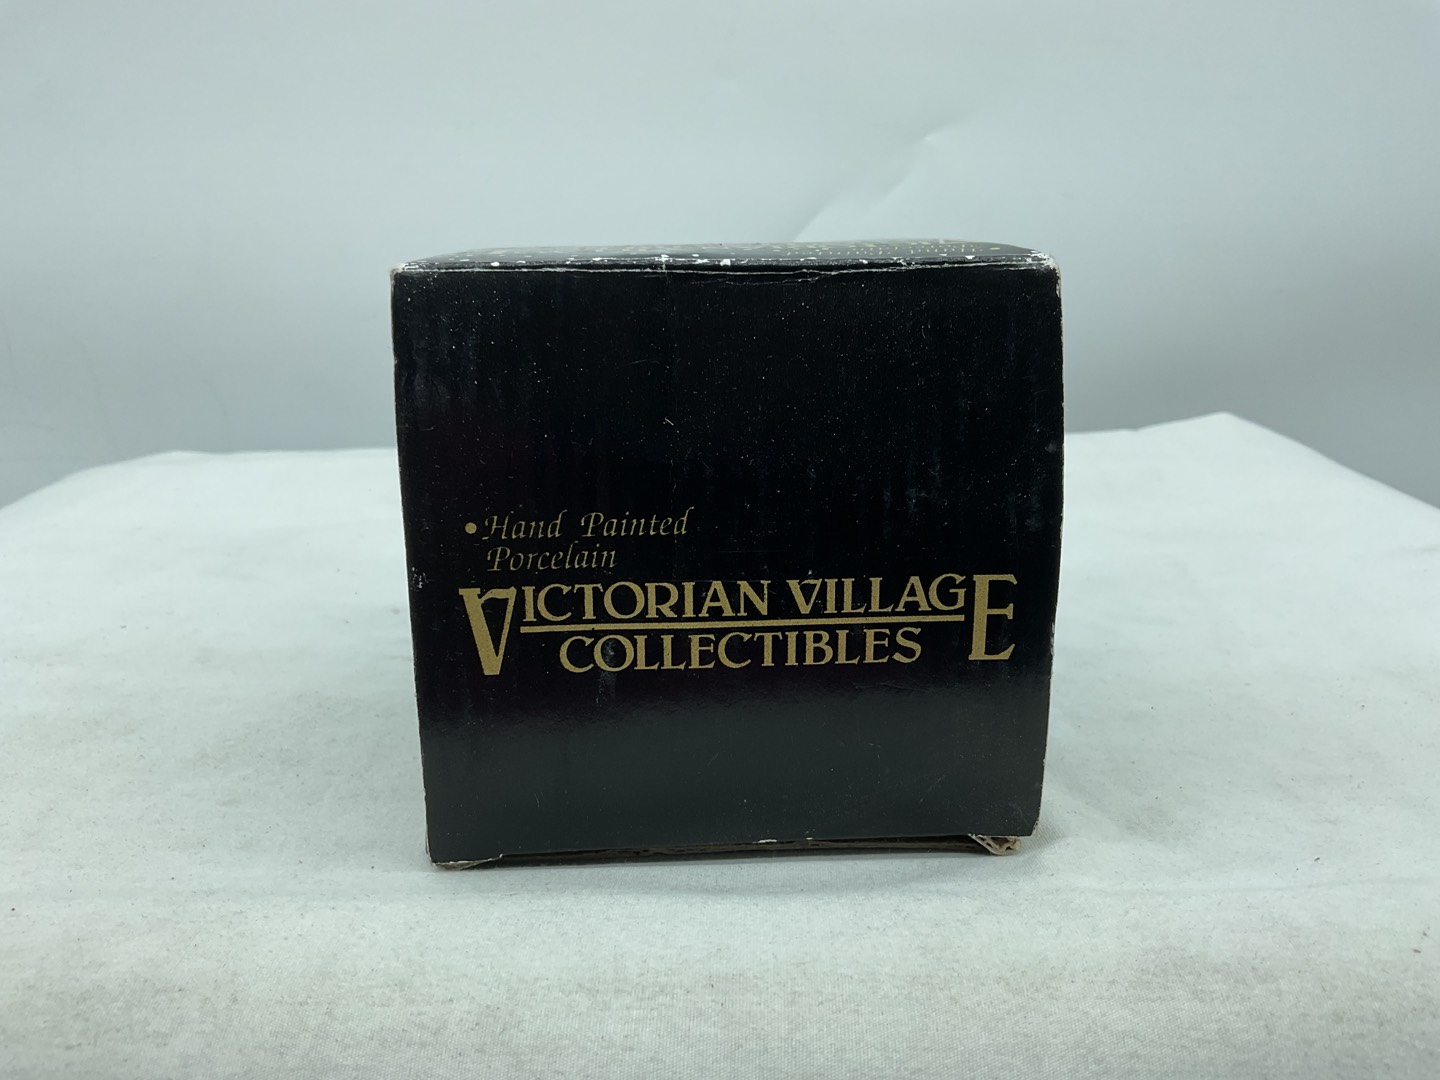 • Hand Painted
Porcelain
VICTORIAN VILLAGE
COLLECTIBLES